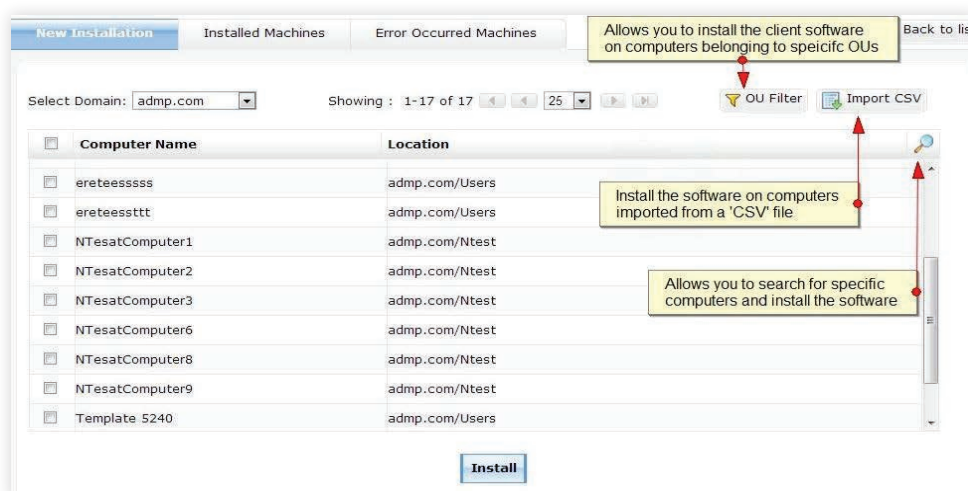 New Installation Installed Machines Error Occurred Machines Back to lis
Allows you to install the client software
on computers belonging to speicifc OUs
Select Domain: admp.com Showing : 1-17 of 17 25 OU Filter Import CSV
Computer Name Location
ereteesssss admp.com/Users
ereteessttt admp.com/Users
Install the software on computers
imported from a 'CSV' file
NTesatComputer1 admp.com/Ntest
NTesatComputer2 admp.com/Ntest
Allows you to search for specific
computers and install the software
NTesatComputer3 admp.com/Ntest
NTesatComputer6 admp.com/Ntest
NTesatComputer8 admp.com/Ntest
NTesatComputer9 admp.com/Ntest
Template 5240 admp.com/Users
Install